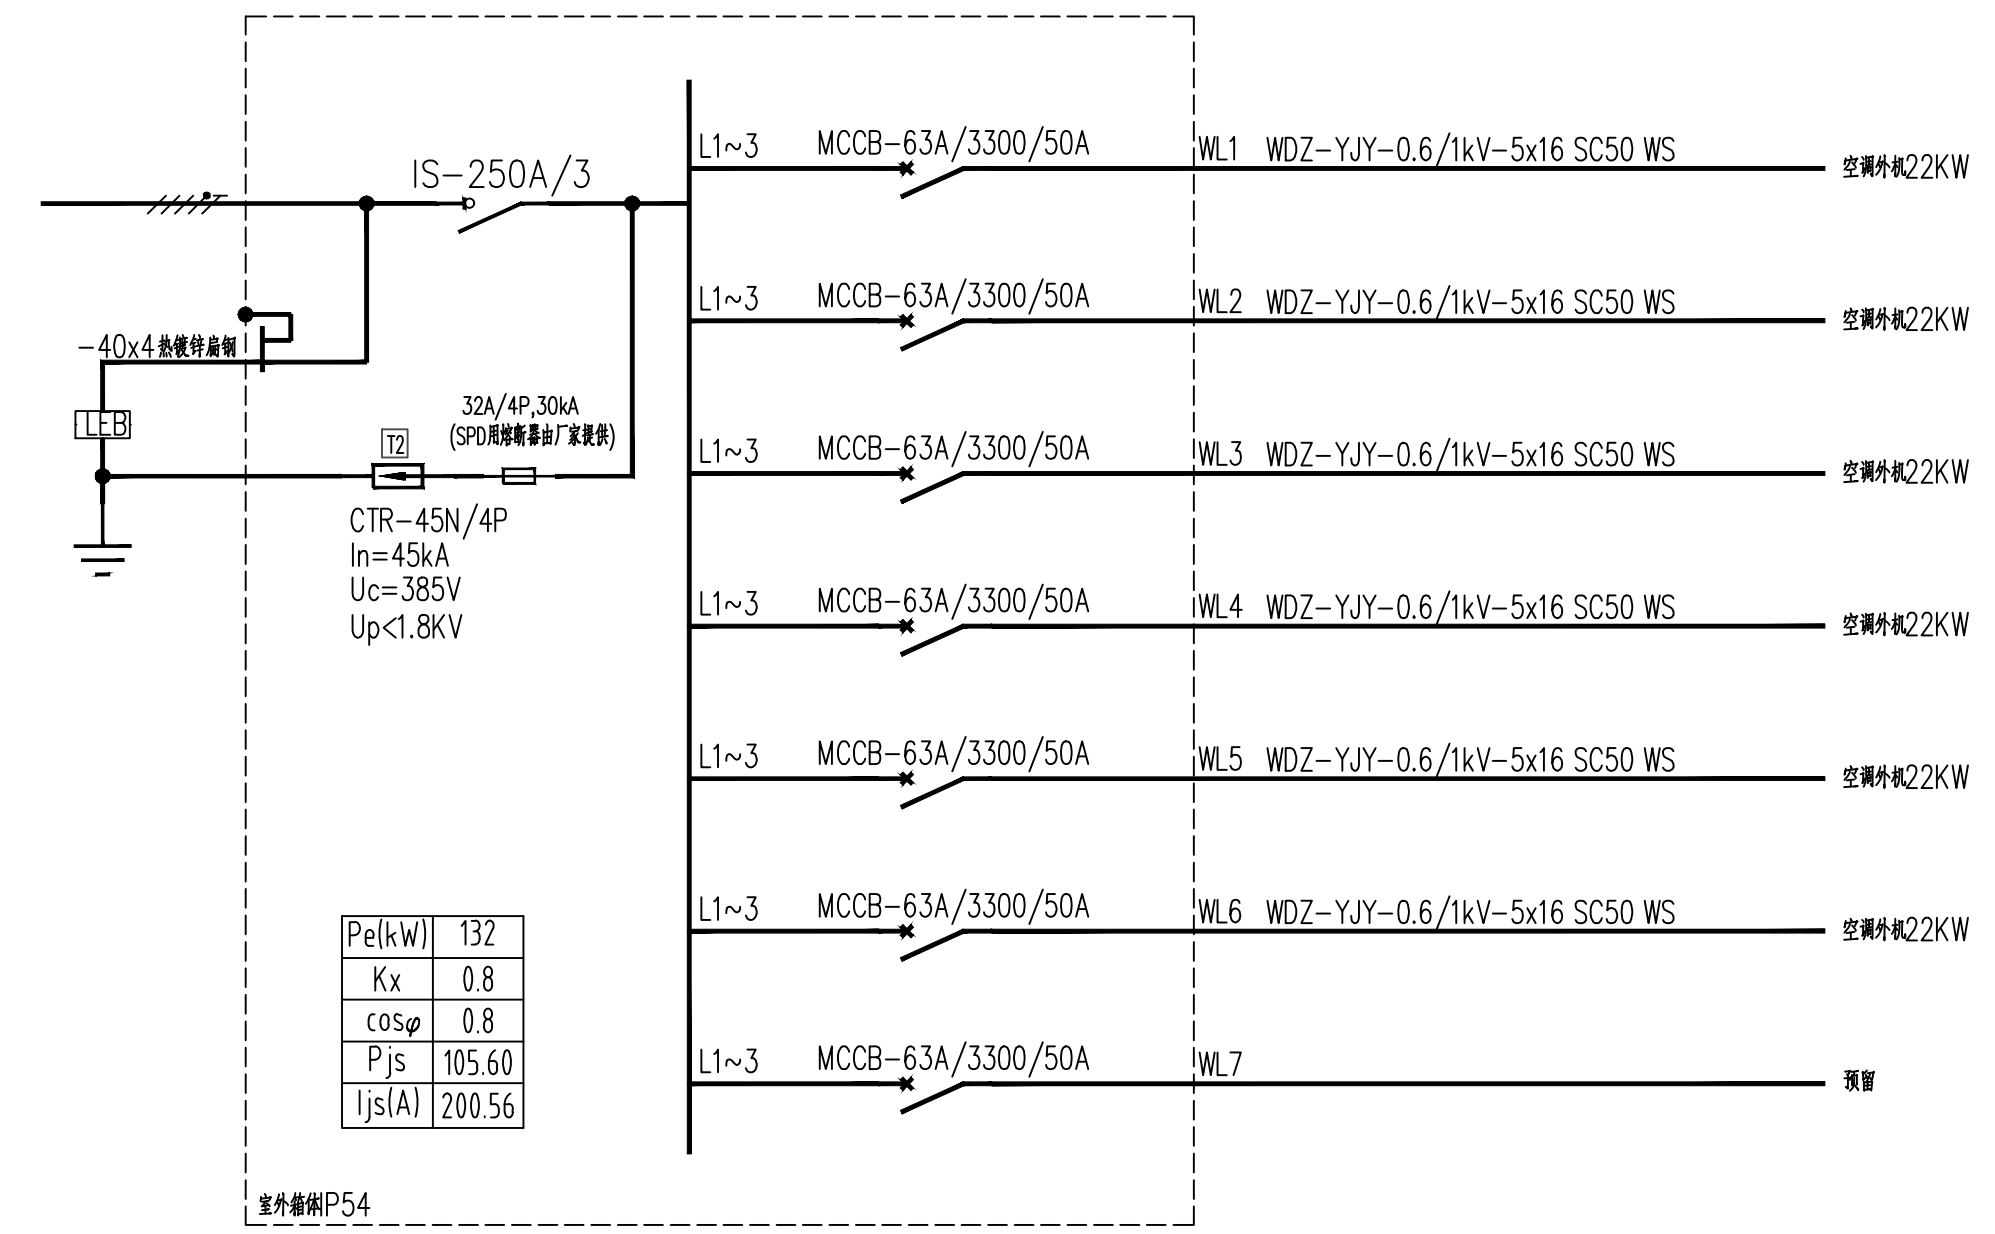 IS-250A/3
-40x4热镀锌扁钢
LEB
32A/4P,30kA
(SPD用熔断器由厂家提供)
T2
CTR-45N/4P
In=45kA
Uc=385V
Up<1.8KV
L1~3 MCCB-63A/3300/50A WL1 WDZ-YJY-0.6/1kV-5x16 SC50 WS 空调外机22KW
L1~3 MCCB-63A/3300/50A WL2 WDZ-YJY-0.6/1kV-5x16 SC50 WS 空调外机22KW
L1~3 MCCB-63A/3300/50A WL3 WDZ-YJY-0.6/1kV-5x16 SC50 WS 空调外机22KW
L1~3 MCCB-63A/3300/50A WL4 WDZ-YJY-0.6/1kV-5x16 SC50 WS 空调外机22KW
L1~3 MCCB-63A/3300/50A WL5 WDZ-YJY-0.6/1kV-5x16 SC50 WS 空调外机22KW
L1~3 MCCB-63A/3300/50A WL6 WDZ-YJY-0.6/1kV-5x16 SC50 WS 空调外机22KW
L1~3 MCCB-63A/3300/50A WL7 预留
Pe(kW) 132
Kx 0.8
cosφ 0.8
Pjs 105.60
Ijs(A) 200.56
室外箱体IP54